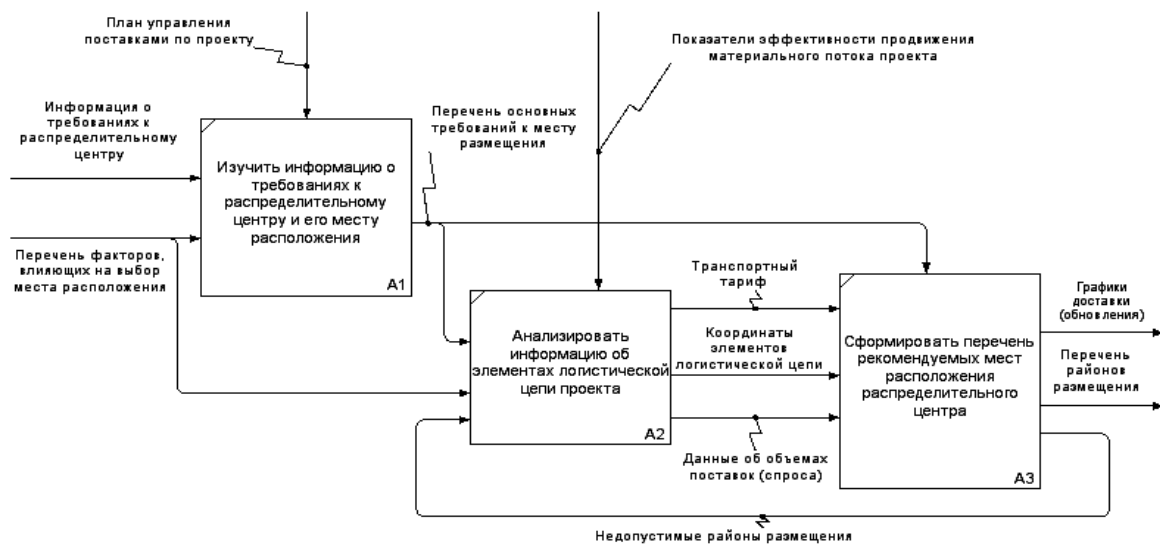 План управления
поставками по проекту
Показатели эффективности продвижения
материального потока проекта
Информация о
требованиях к
распределительному
центру
Перечень основных
требований к месту
размещения
Изучить информацию о
требованиях к
распределительному
центру и его месту
расположения
A1
Перечень факторов,
влияющих на выбор
места расположения
Транспортный
тариф
Графики
доставки
(обновления)
Анализировать
информацию об
элементах логистической
цепи проекта
A2
Координаты
элементов
логистической цепи
Сформировать перечень
рекомендуемых мест
расположения
распределительного
центра
A3
Перечень
районов
размещения
Данные об объемах
поставок (спроса)
Недопустимые районы размещения